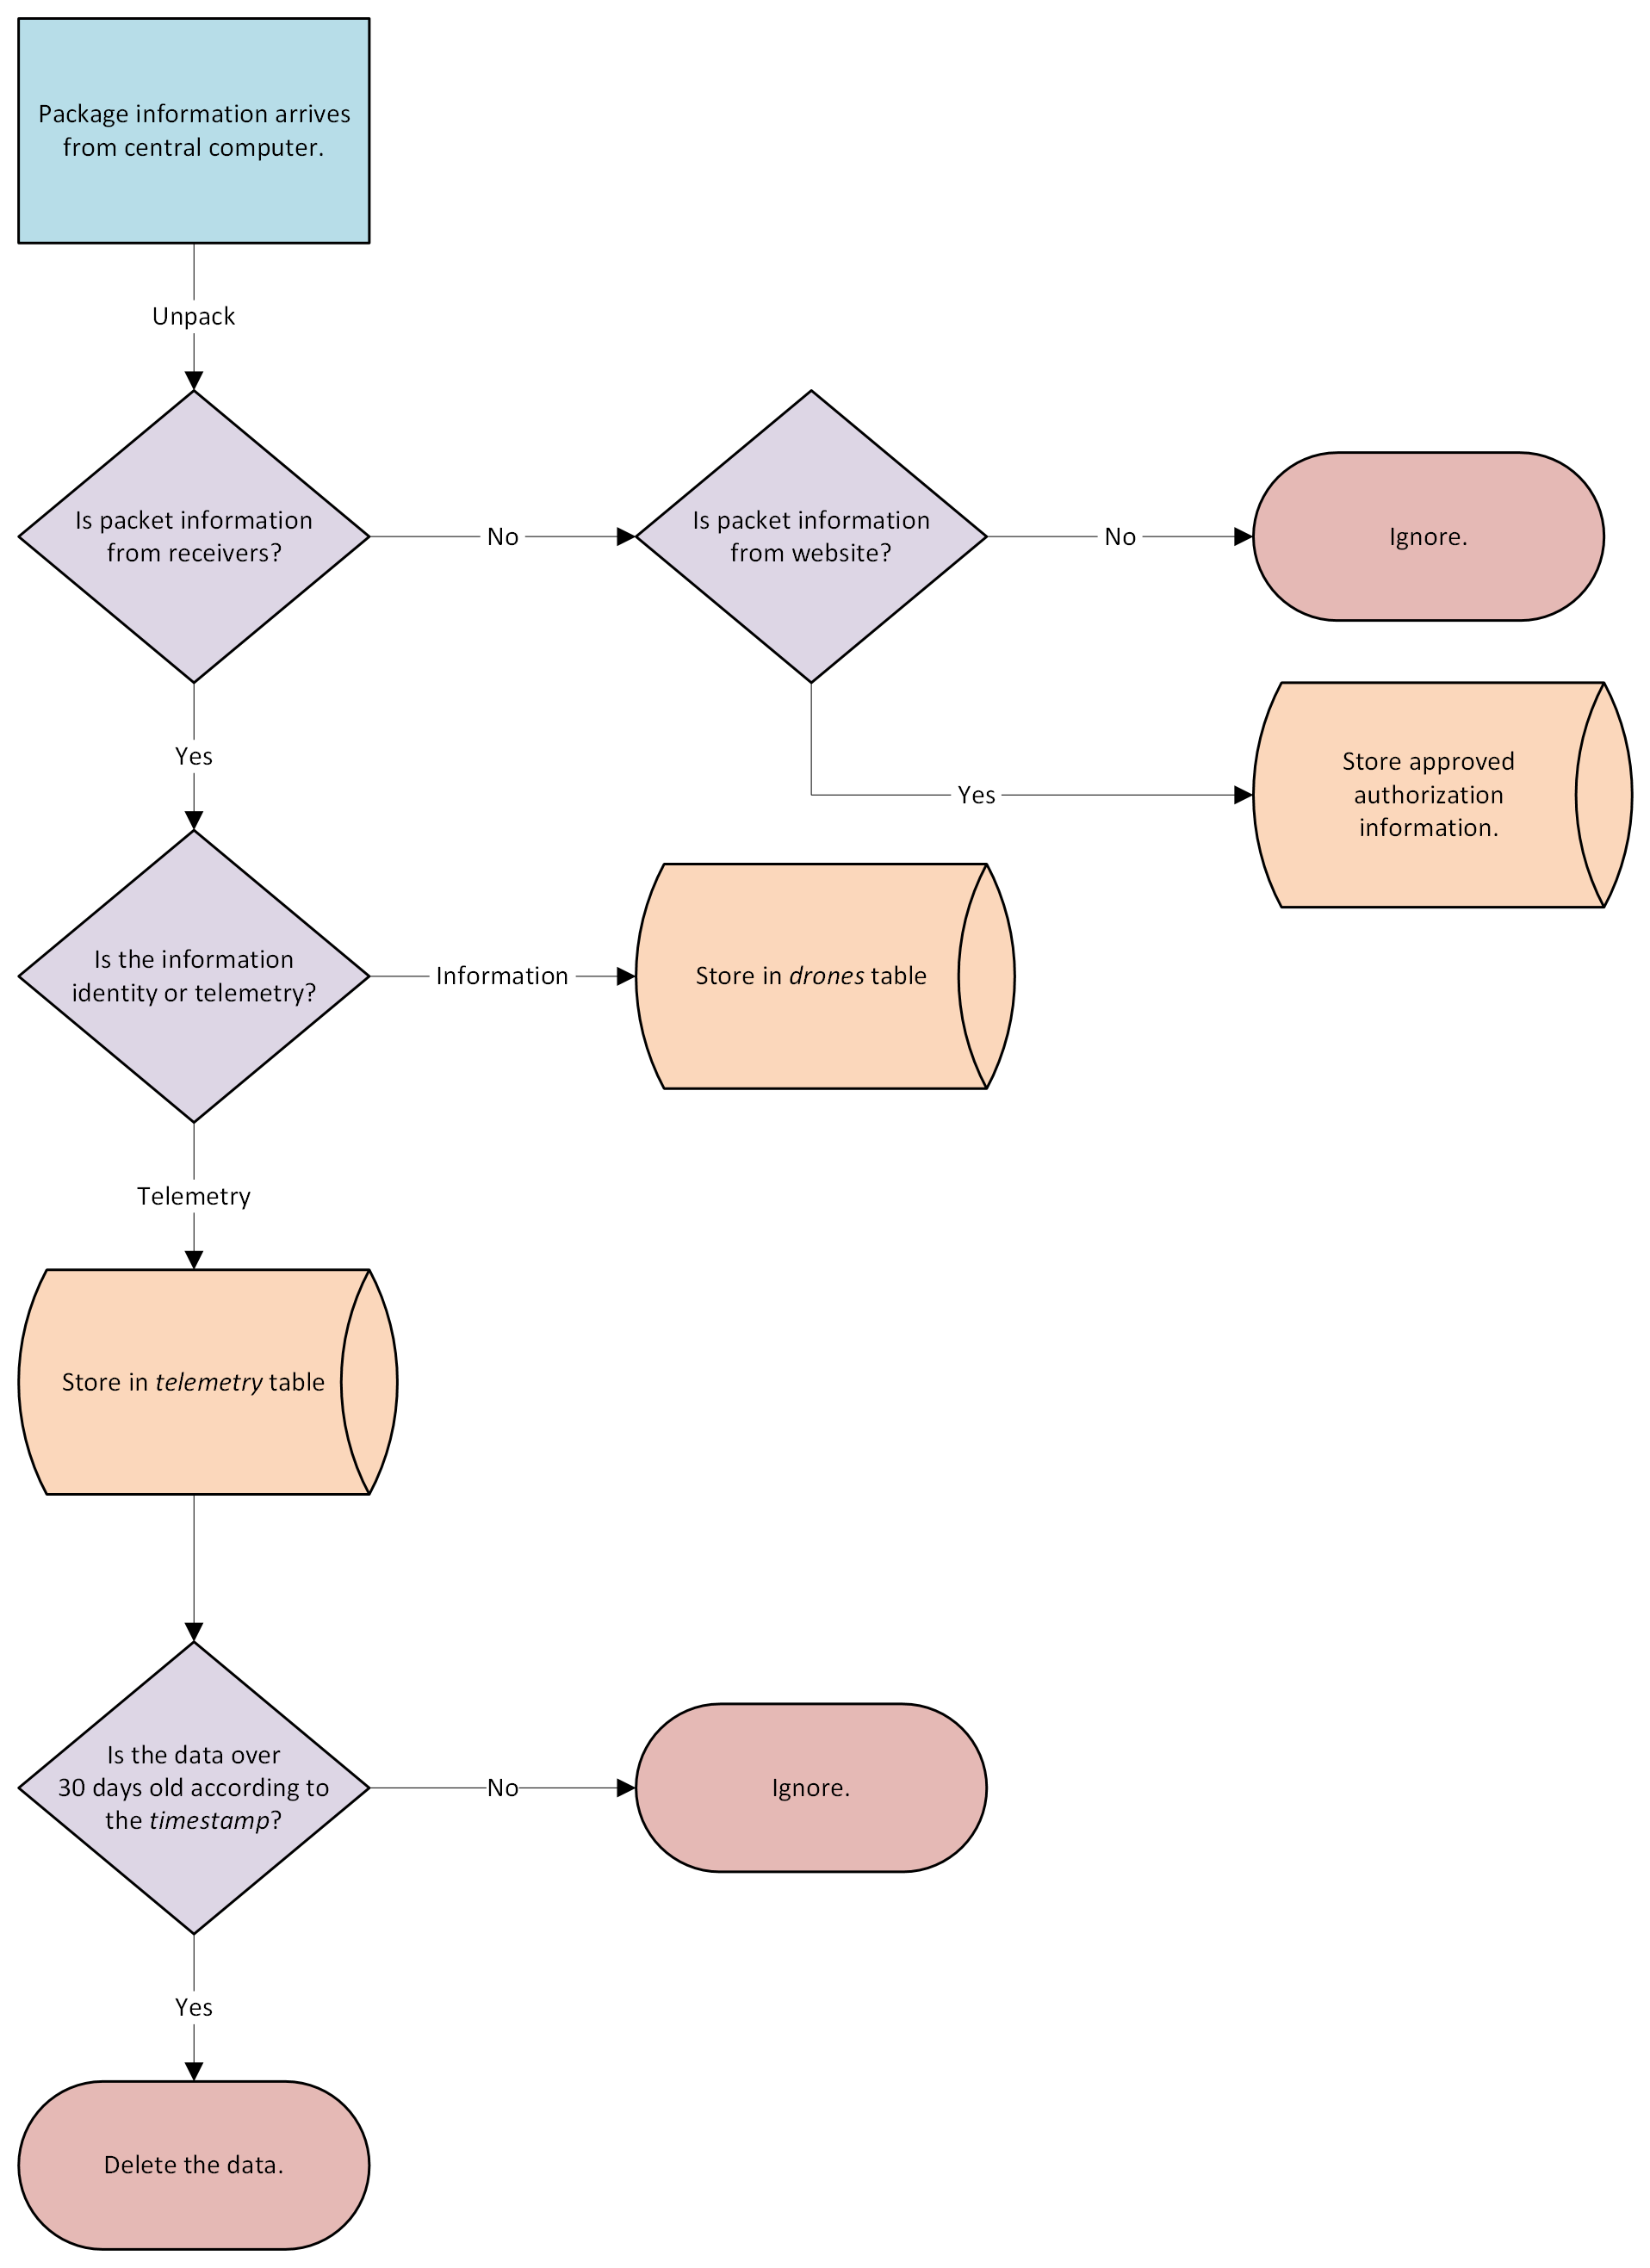 Package information arrives
from central computer.
Unpack
Is packet information
from receivers?
No
Is packet information
from website?
No
Ignore.
Yes
Yes
Store approved
authorization
information.
Is the information
identity or telemetry?
Information
Store in drones table
Telemetry
Store in telemetry table
Is the data over
30 days old according to
the timestamp?
No
Ignore.
Yes
Delete the data.